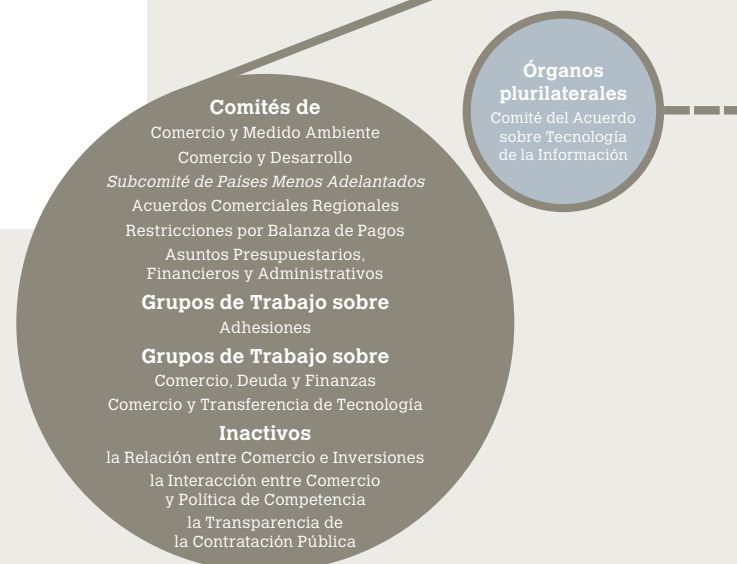 Comités de
Comercio y Medido Ambiente
Comercio y Desarrollo
Subcomité de Países Menos Adelantados
Acuerdos Comerciales Regionales
Restricciones por Balanza de Pagos
Asuntos Presupuestarios,
Financieros y Administrativos
Grupos de Trabajo sobre
Adhesiones
Grupos de Trabajo sobre
Comercio, Deuda y Finanzas
Comercio y Transferencia de Tecnología
Inactivos
la Relación entre Comercio e Inversiones
la Interacción entre Comercio
y Política de Competencia
la Transparencia de
la Contratación Pública
Órganos
plurilaterales
Comité del Acuerdo
sobre Tecnología
de la Información